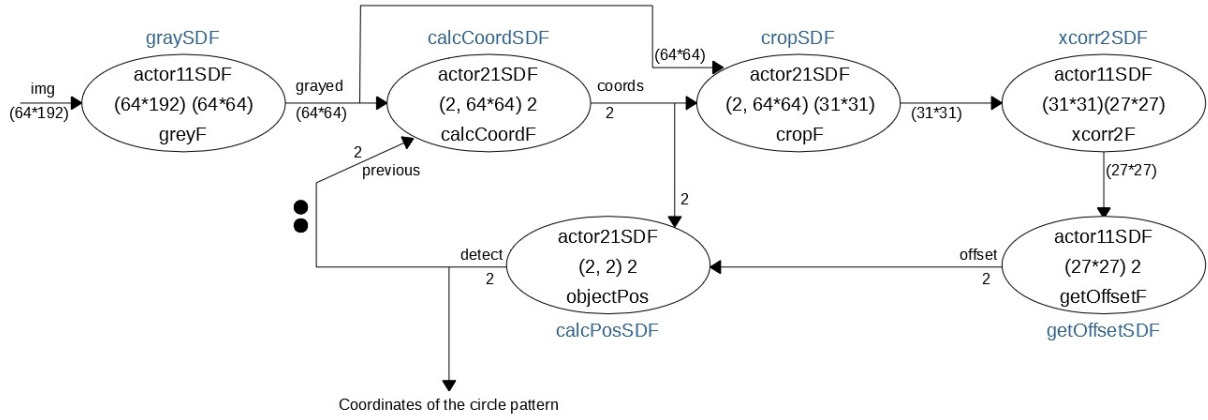 graySDF
calcCoordSDF
cropSDF
xcorr2SDF
img
(64*192)
actor11SDF
(64*192) (64*64)
greyF
grayed
(64*64)
actor21SDF
(2, 64*64) 2
calcCoordF
coords
2
(64*64)
actor21SDF
(2, 64*64) (31*31)
cropF
(31*31)
actor11SDF
(31*31)(27*27)
xcorr2F
2
previous
2
(27*27)
detect
2
actor21SDF
(2, 2) 2
objectPos
calcPosSDF
offset
2
actor11SDF
(27*27) 2
getOffsetF
getOffsetSDF
Coordinates of the circle pattern